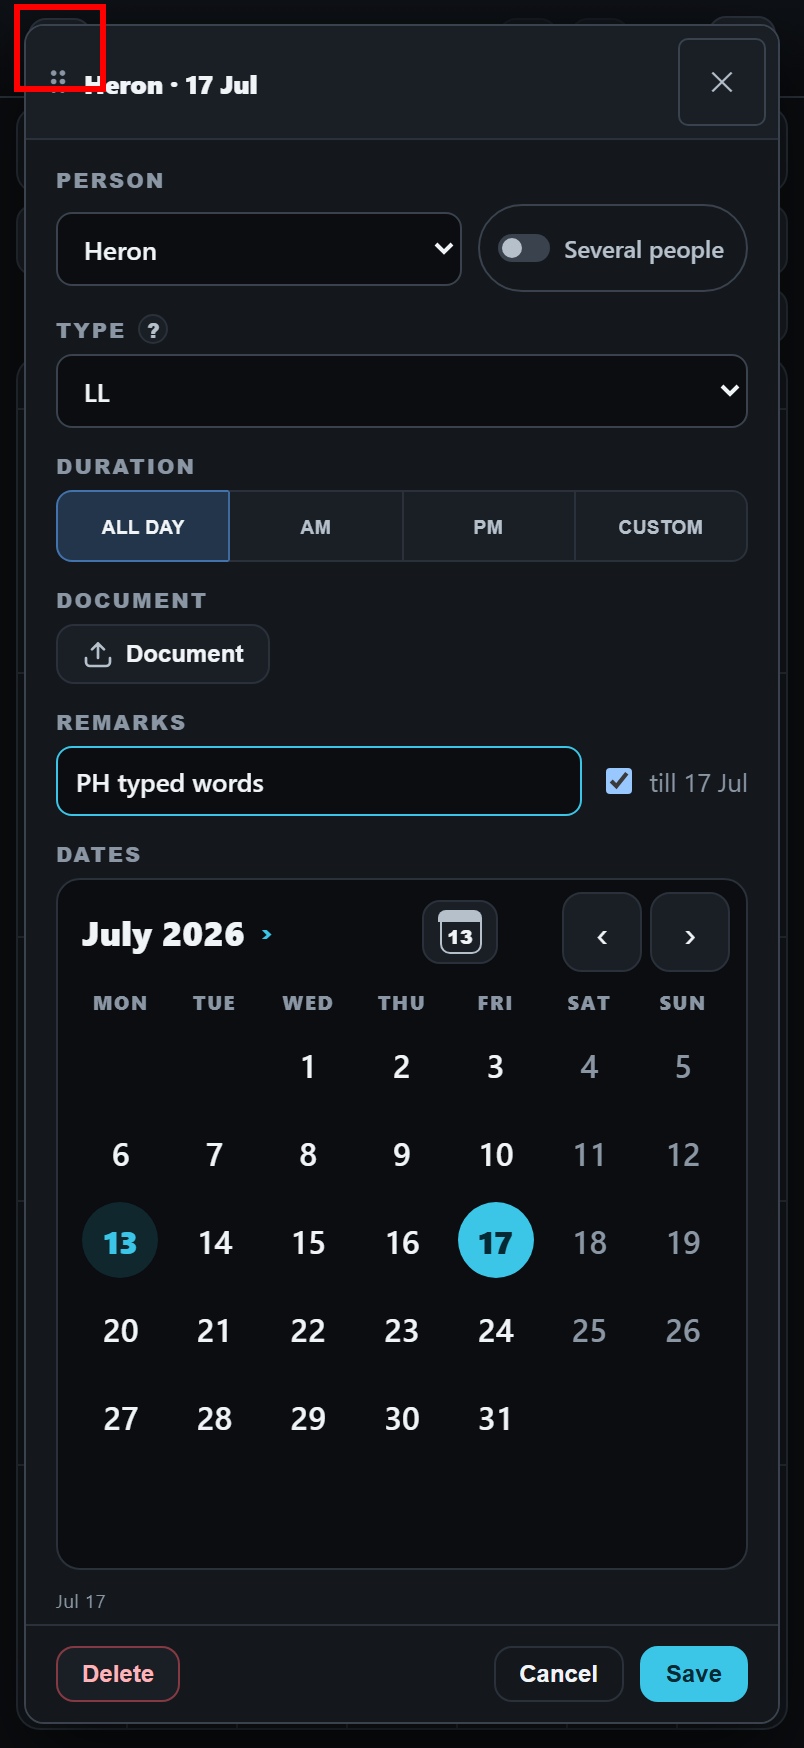 Heron · 17 Jul
PERSON
Heron
Several people
TYPE ?
LL
DURATION
ALL DAY AM PM CUSTOM
DOCUMENT
Document
REMARKS
PH typed words
till 17 Jul
DATES
July 2026 ›
13
‹ ›
MON TUE WED THU FRI SAT SUN
1 2 3 4 5
6 7 8 9 10 11 12
13 14 15 16 17 18 19
20 21 22 23 24 25 26
27 28 29 30 31
Jul 17
Delete Cancel Save